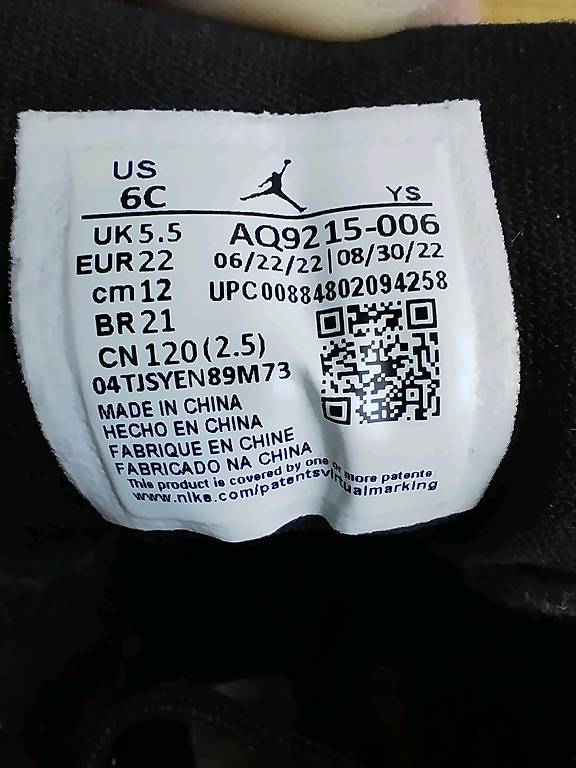 US
6C
YS
UK 5.5 AQ9215-006
EUR 22 06/22/22 | 08/30/22
cm 12 UPC 00884802094258
BR 21
CN 120 (2.5)
04TJSYEN89M73
MADE IN CHINA
HECHO EN CHINA
FABRIQUE EN CHINE
FABRICADO NA CHINA
This product is covered by one or more patents
www.nike.com/patentsvirtualmarking